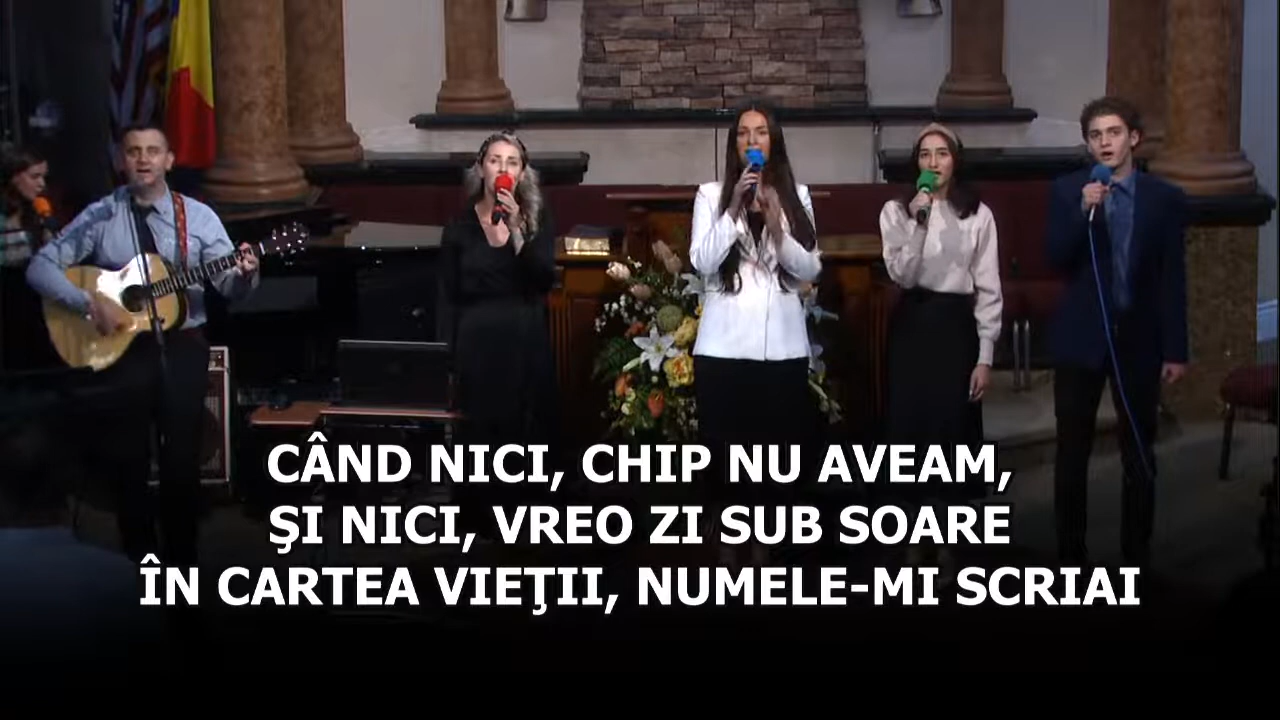 CÂND NICI, CHIP NU AVEAM,
ŞI NICI, VREO ZI SUB SOARE
ÎN CARTEA VIEŢII, NUMELE-MI SCRIAI